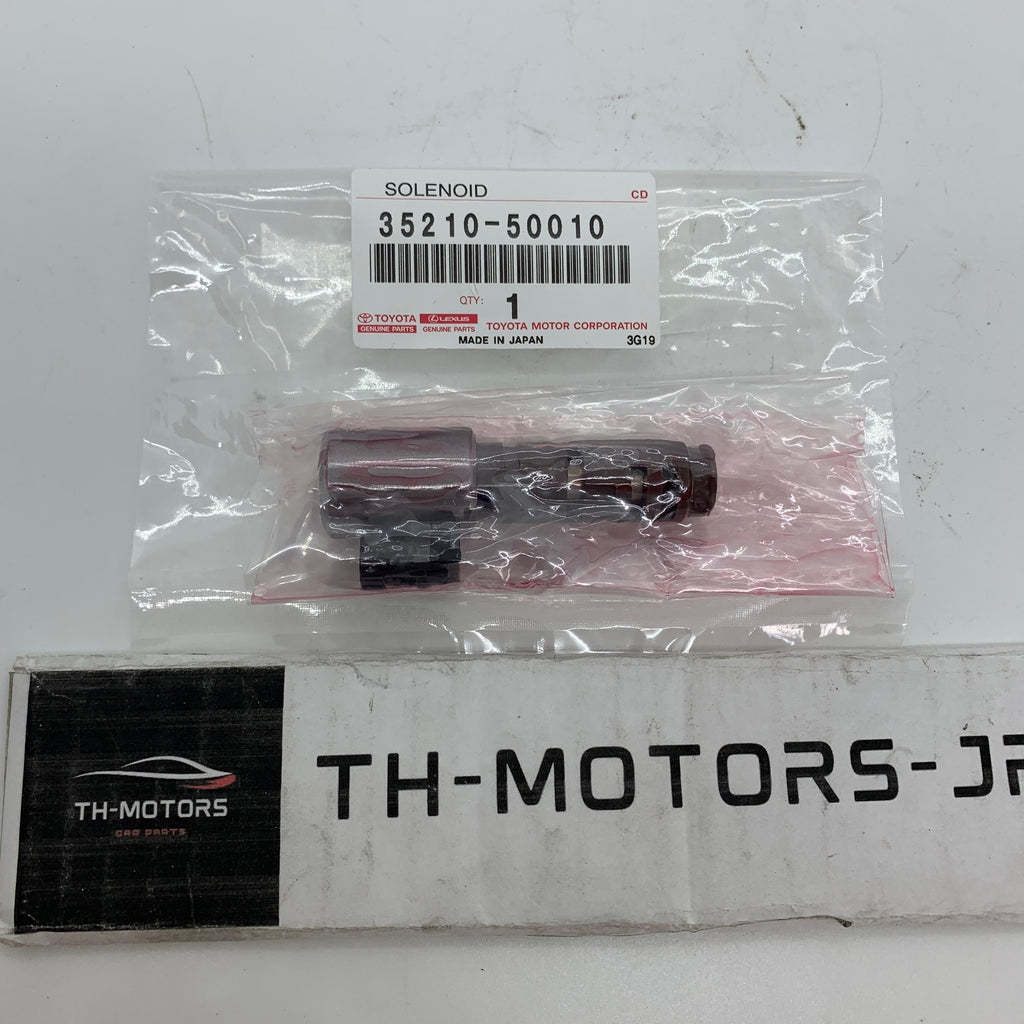 SOLENOID
CD
35210-50010
QTY: 1
TOYOTA LEXUS
GENUINE PARTS GENUINE PARTS TOYOTA MOTOR CORPORATION
MADE IN JAPAN 3G19
TH-MOTORS
CAR PARTS
TH-MOTORS-JP